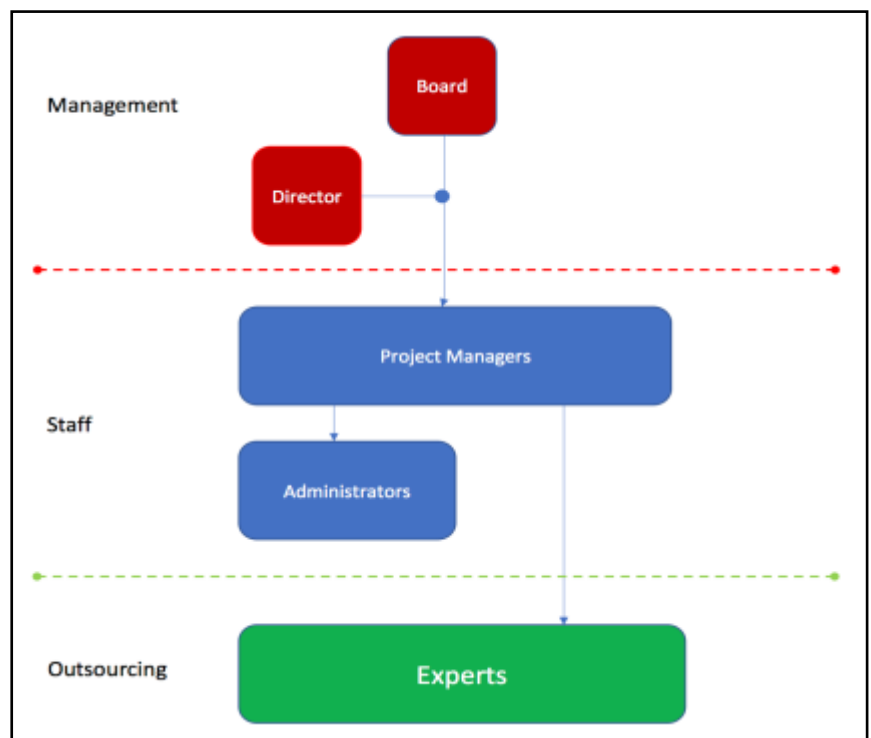 Board
Management
Director
Project Managers
Staff
Administrators
Outsourcing
Experts